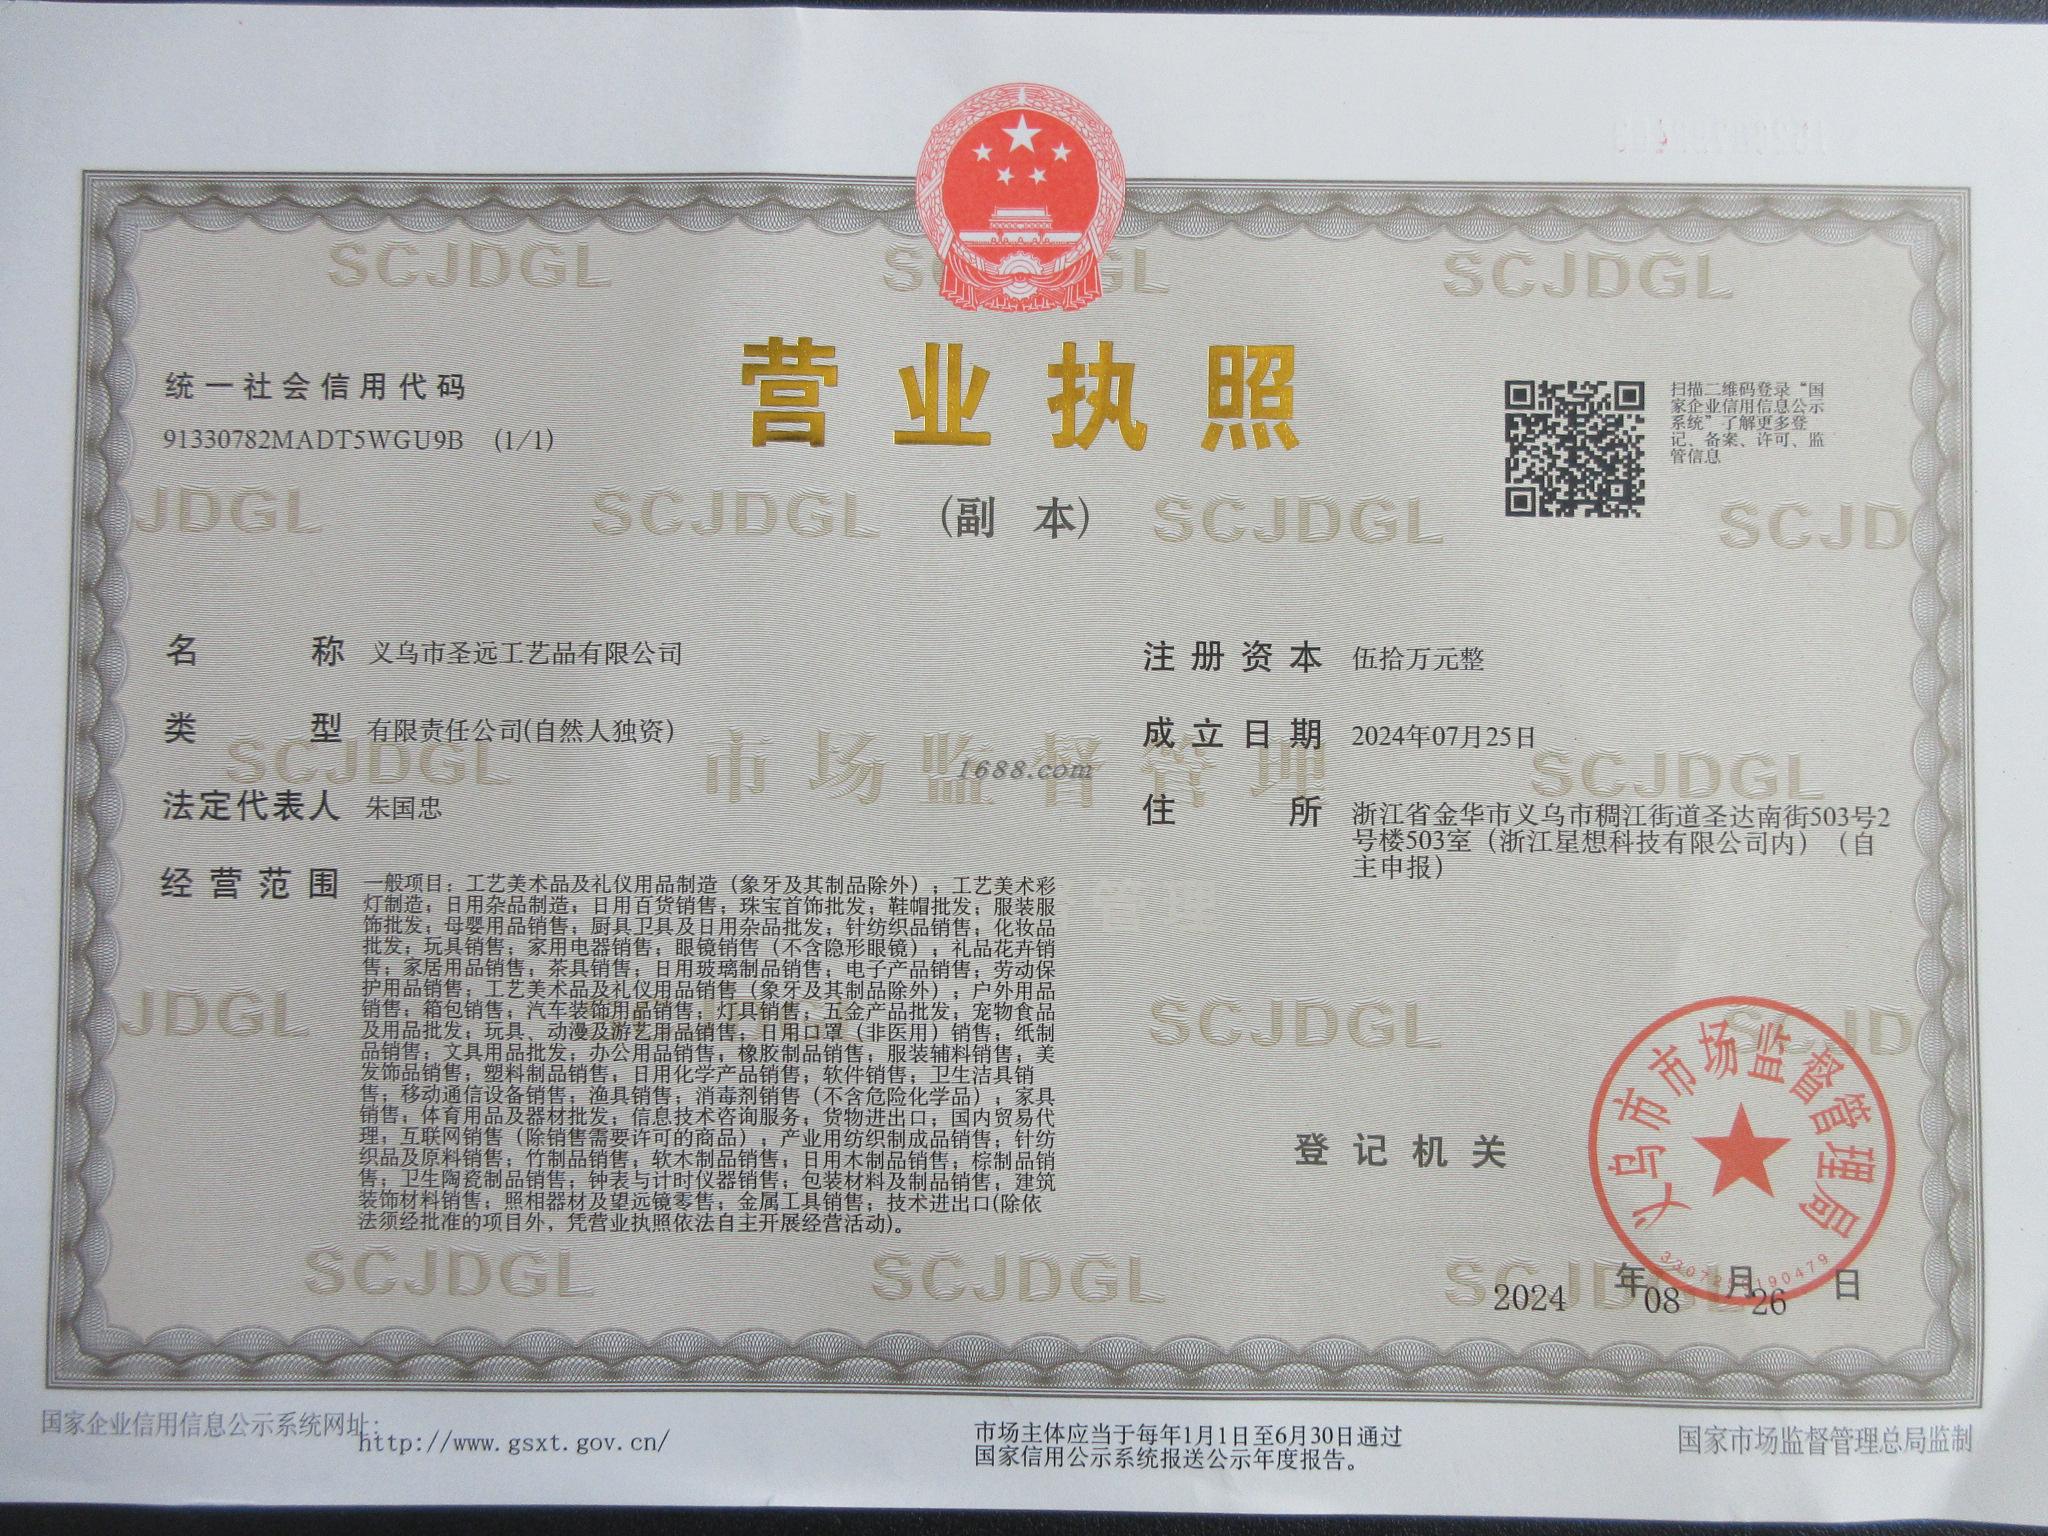 统一社会信用代码
91330782MADT5WGU9B (1/1)
营业执照
(副 本)
扫描二维码登录“国
家企业信用信息公示
系统”了解更多登
记、备案、许可、监
管信息
名称 义乌市圣远工艺品有限公司
类型 有限责任公司(自然人独资)
法定代表人 朱国忠
经营范围 一般项目：工艺美术品及礼仪用品制造（象牙及其制品除外）；工艺美术彩
灯制造；日用杂品制造；日用百货销售；珠宝首饰批发；鞋帽批发；服装服
饰批发；母婴用品销售；厨具卫具及日用杂品批发；针纺织品销售；化妆品
批发；玩具销售；家用电器销售；眼镜销售（不含隐形眼镜）；礼品花卉销
售；家居用品销售；茶具销售；日用玻璃制品销售；电子产品销售；劳动保
护用品销售；工艺美术品及礼仪用品销售（象牙及其制品除外）；户外用品
销售；箱包销售；汽车装饰用品销售；灯具销售；五金产品批发；宠物食品
及用品批发；玩具、动漫及游艺用品销售；日用口罩（非医用）销售；纸制
品销售；文具用品批发；办公用品销售；橡胶制品销售；服装辅料销售；美
发饰品销售；塑料制品销售；日用化学产品销售；软件销售；卫生洁具销
售；移动通信设备销售；渔具销售；消毒剂销售（不含危险化学品）；家具
销售；体育用品及器材批发；信息技术咨询服务；货物进出口；国内贸易代
理；互联网销售（除销售需要许可的商品）；产业用纺织制成品销售；针纺
织品及原料销售；竹制品销售；软木制品销售；日用木制品销售；棕制品销
售；卫生陶瓷制品销售；钟表与计时仪器销售；包装材料及制品销售；建筑
装饰材料销售；照相器材及望远镜零售；金属工具销售；技术进出口(除依
法须经批准的项目外，凭营业执照依法自主开展经营活动)。
注册资本 伍拾万元整
成立日期 2024年07月25日
住所 浙江省金华市义乌市稠江街道圣达南街503号2
号楼503室（浙江星想科技有限公司内）（自
主申报）
SCJDGL
市场监督管理
1688.com
登记机关
义乌市市场监督管理局
2024年08月26日
国家企业信用信息公示系统网址：
http://www.gsxt.gov.cn/
市场主体应当于每年1月1日至6月30日通过
国家信用公示系统报送公示年度报告。
国家市场监督管理总局监制